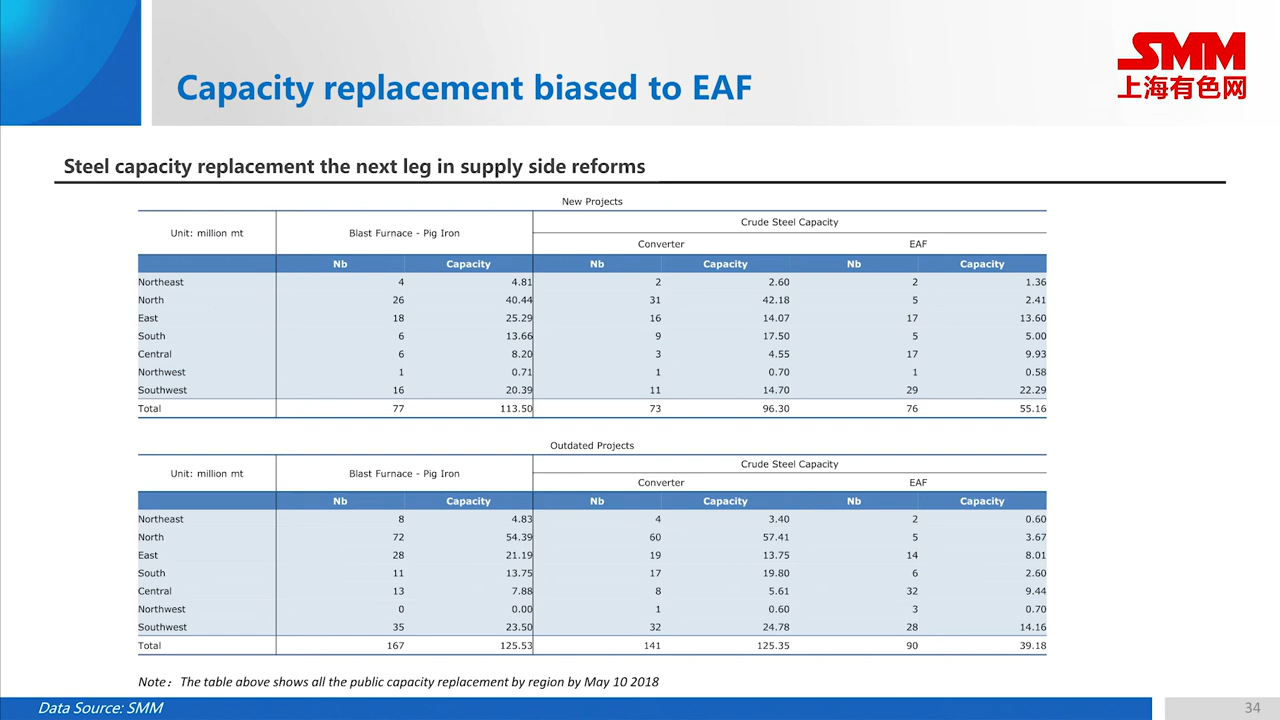 SMM
上海有色网
Capacity replacement biased to EAF
Steel capacity replacement the next leg in supply side reforms
New Projects
Unit: million mt Blast Furnace - Pig Iron Crude Steel Capacity
Converter EAF
Nb Capacity Nb Capacity Nb Capacity
Northeast 4 4.81 2 2.60 2 1.36
North 26 40.44 31 42.18 5 2.41
East 18 25.29 16 14.07 17 13.60
South 6 13.66 9 17.50 5 5.00
Central 6 8.20 3 4.55 17 9.93
Northwest 1 0.71 1 0.70 1 0.58
Southwest 16 20.39 11 14.70 29 22.29
Total 77 113.50 73 96.30 76 55.16
Outdated Projects
Unit: million mt Blast Furnace - Pig Iron Crude Steel Capacity
Converter EAF
Nb Capacity Nb Capacity Nb Capacity
Northeast 8 4.83 4 3.40 2 0.60
North 72 54.39 60 57.41 5 3.67
East 28 21.19 19 13.75 14 8.01
South 11 13.75 17 19.80 6 2.60
Central 13 7.88 8 5.61 32 9.44
Northwest 0 0.00 1 0.60 3 0.70
Southwest 35 23.50 32 24.78 28 14.16
Total 167 125.53 141 125.35 90 39.18
Note：The table above shows all the public capacity replacement by region by May 10 2018
Data Source: SMM
34